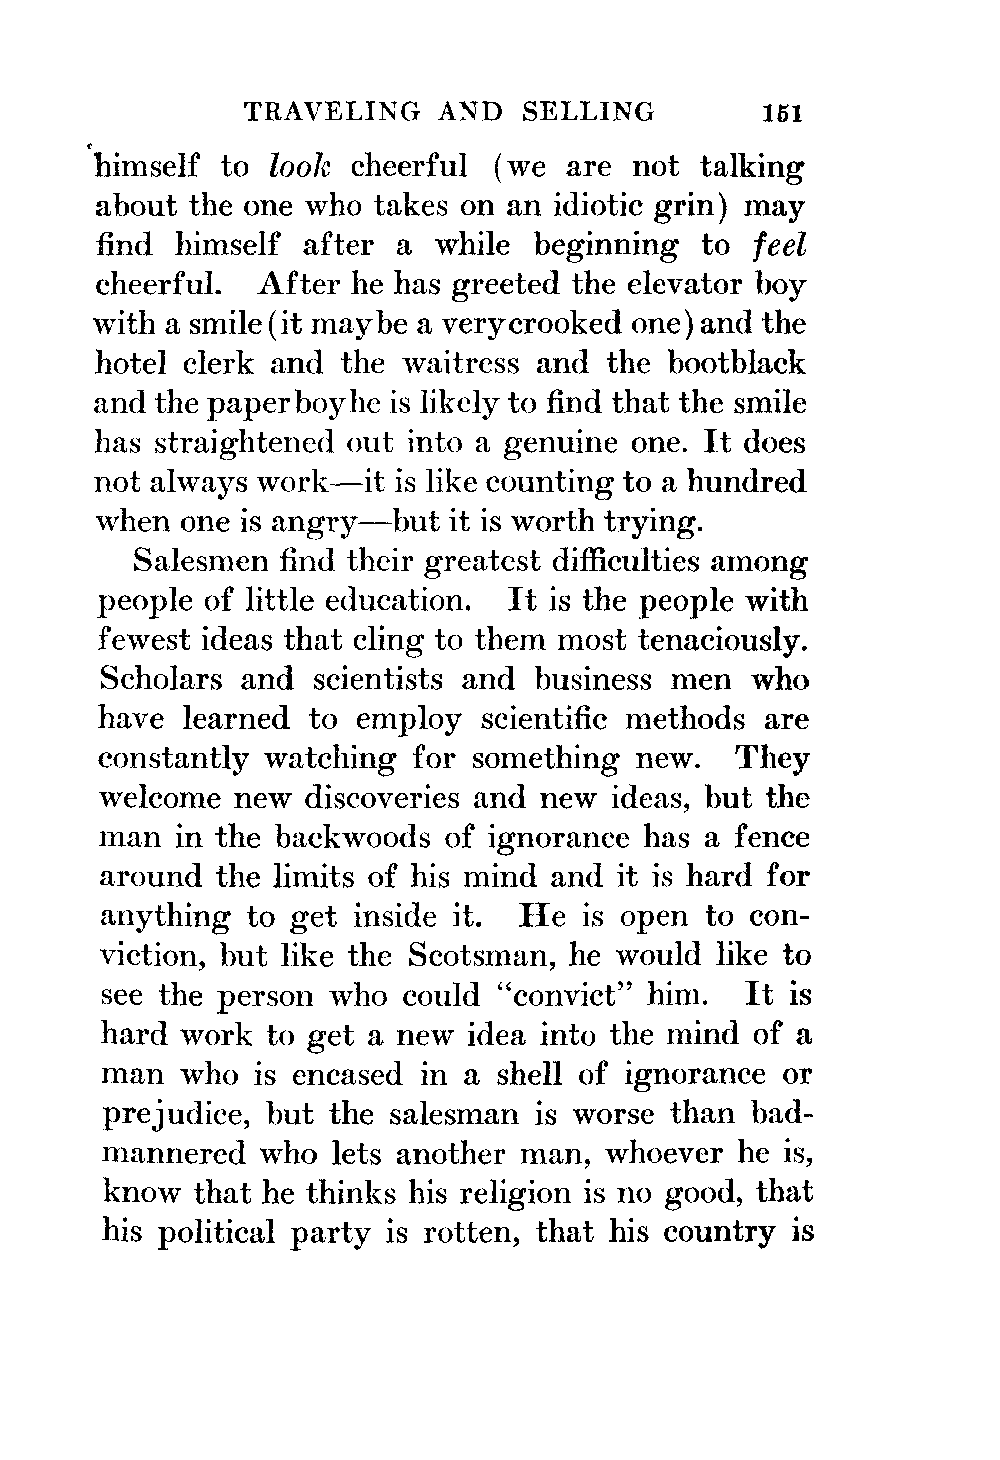 TRAVELING AND SELLING 151
himself to look cheerful (we are not talking
about the one who takes on an idiotic grin) may
find himself after a while beginning to feel
cheerful. After he has greeted the elevator boy
with a smile (it may be a very crooked one) and the
hotel clerk and the waitress and the bootblack
and the paper boy he is likely to find that the smile
has straightened out into a genuine one. It does
not always work—it is like counting to a hundred
when one is angry—but it is worth trying.
Salesmen find their greatest difficulties among
people of little education. It is the people with
fewest ideas that cling to them most tenaciously.
Scholars and scientists and business men who
have learned to employ scientific methods are
constantly watching for something new. They
welcome new discoveries and new ideas, but the
man in the backwoods of ignorance has a fence
around the limits of his mind and it is hard for
anything to get inside it. He is open to con-
viction, but like the Scotsman, he would like to
see the person who could “convict” him. It is
hard work to get a new idea into the mind of a
man who is encased in a shell of ignorance or
prejudice, but the salesman is worse than bad-
mannered who lets another man, whoever he is,
know that he thinks his religion is no good, that
his political party is rotten, that his country is